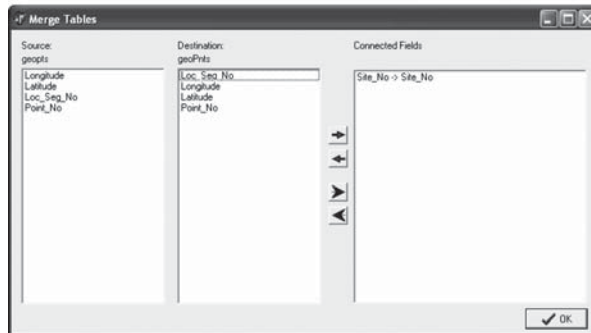 Merge Tables
Source:
geopts
Longitude
Latitude
Loc_Seg_No
Point_No
Destination:
geoPnts
Loc_Seg_No
Longitude
Latitude
Point_No
Connected Fields
Site_No -> Site_No
OK